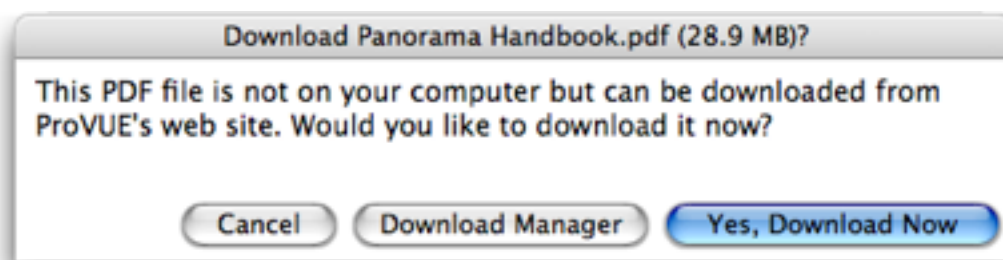 Download Panorama Handbook.pdf (28.9 MB)?
This PDF file is not on your computer but can be downloaded from
ProVUE's web site. Would you like to download it now?
Cancel Download Manager Yes, Download Now